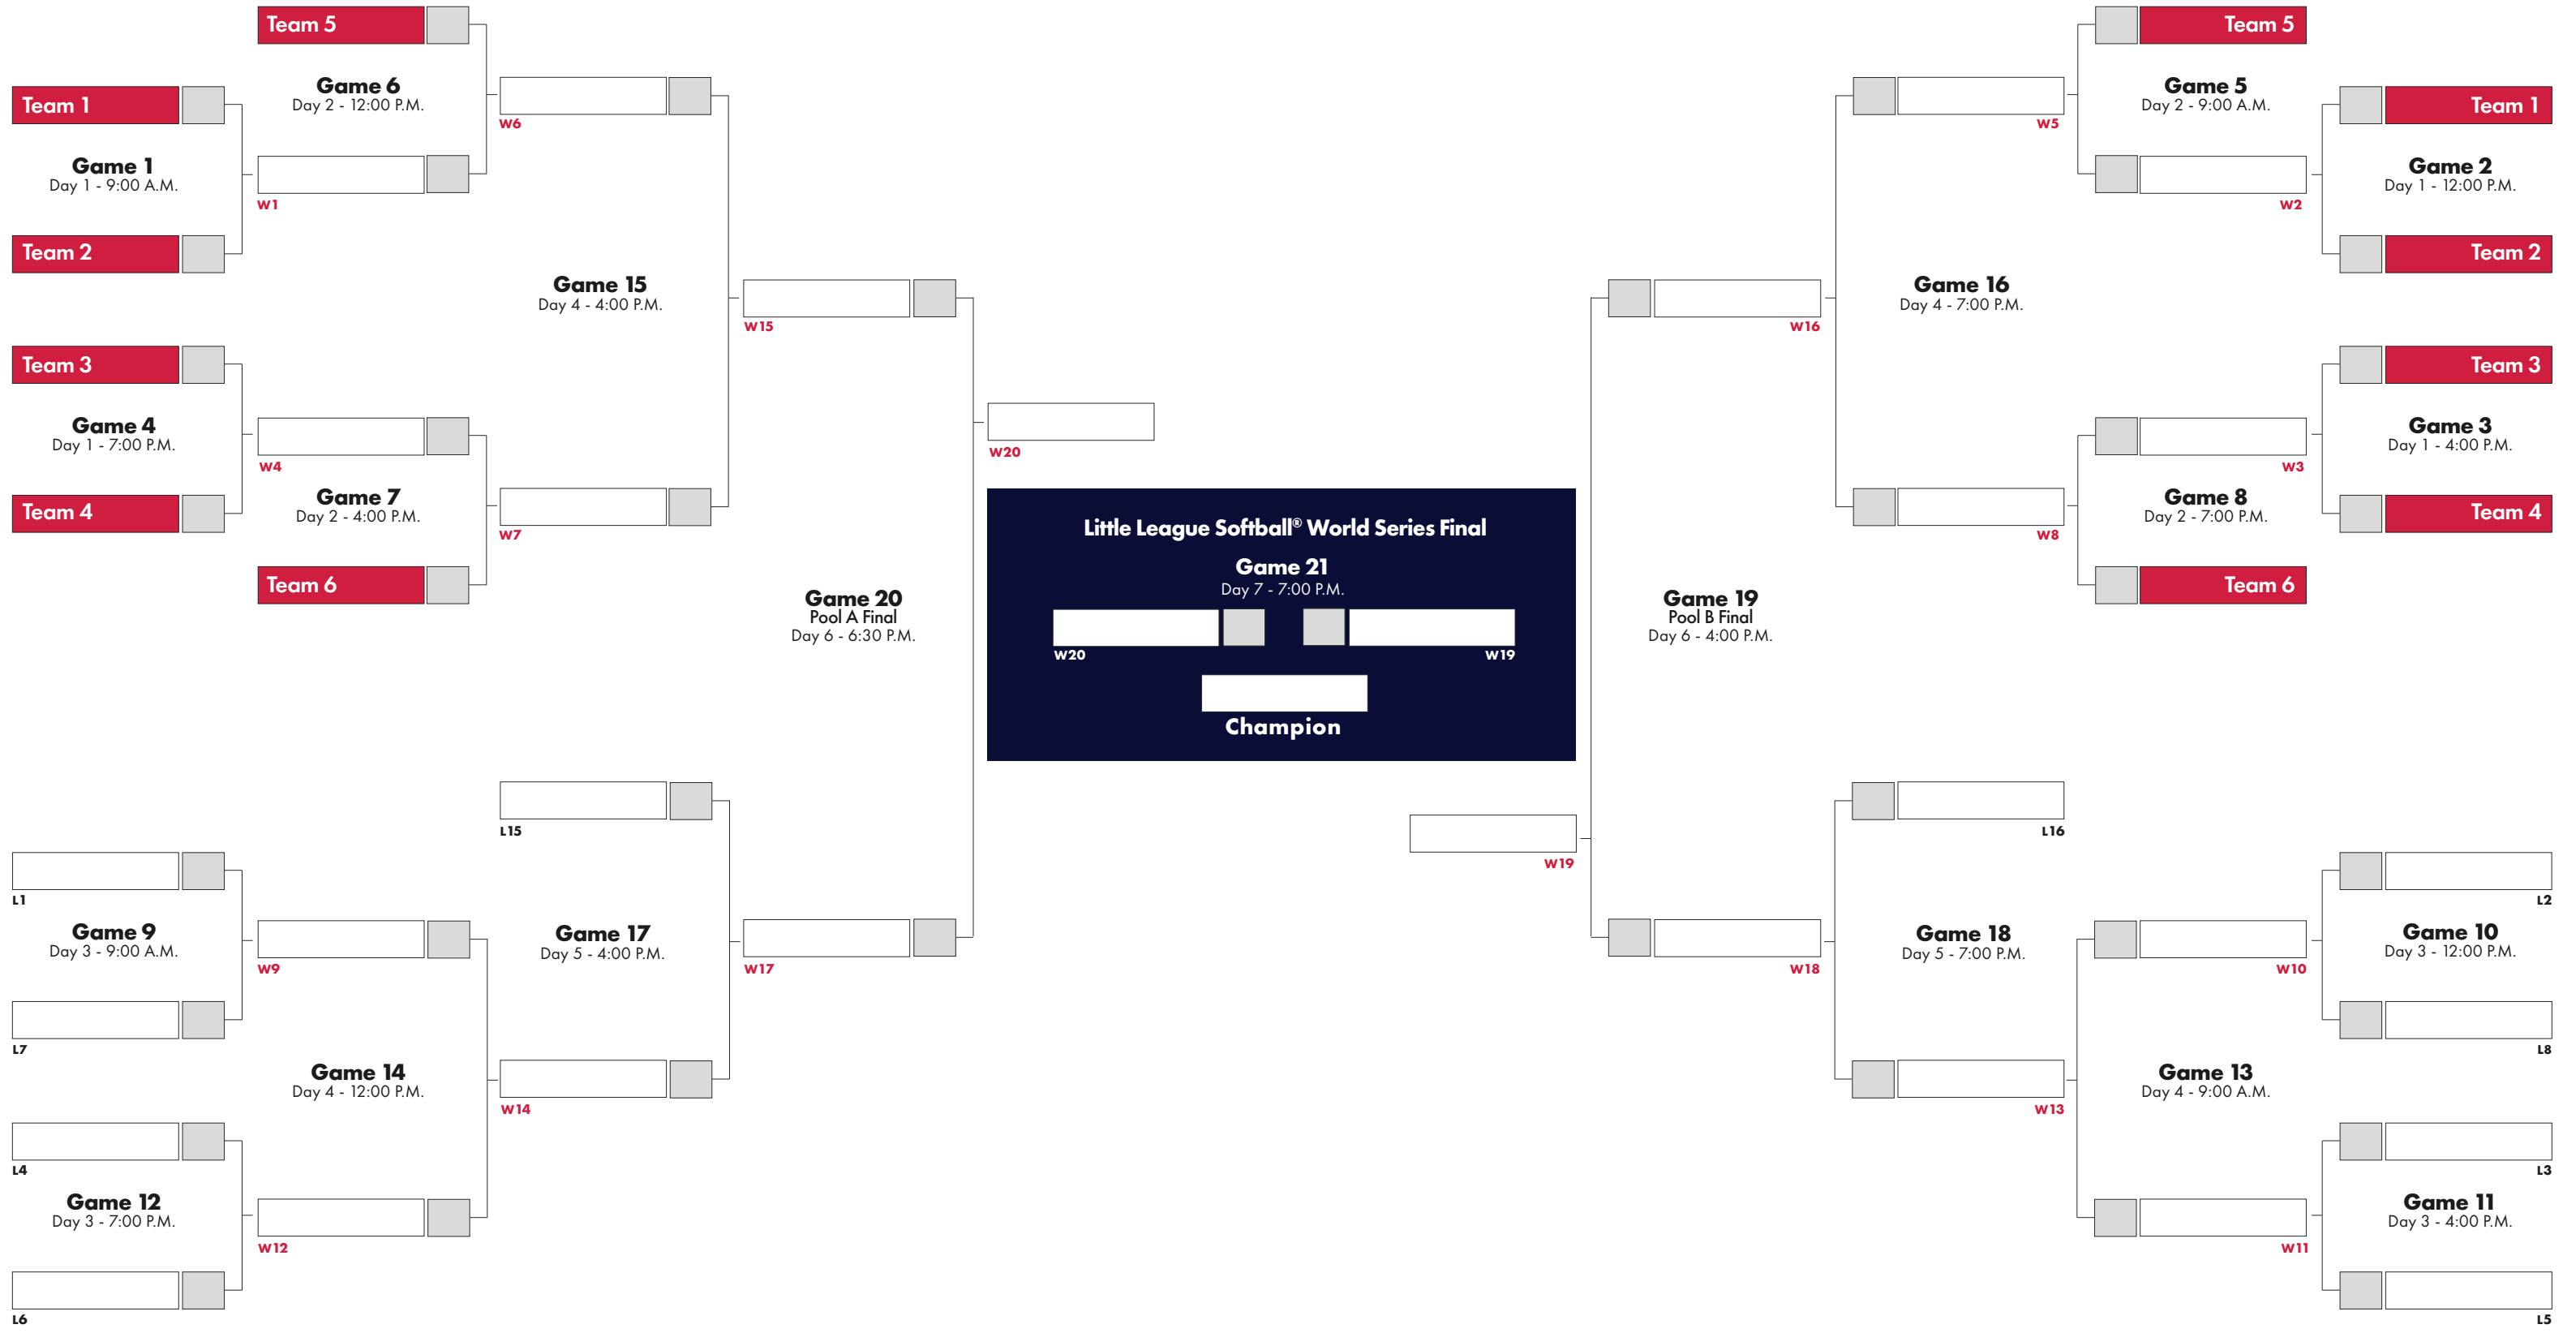 Team 5
Game 6
Day 2 - 12:00 P.M.
Team 1
W6
Game 1
Day 1 - 9:00 A.M.
W1
Team 2
Game 15
Day 4 - 4:00 P.M.
W15
Team 3
Game 4
Day 1 - 7:00 P.M.
W4
Team 4
Game 7
Day 2 - 4:00 P.M.
W7
Team 6
W20
Game 20
Pool A Final
Day 6 - 6:30 P.M.
L15
L1
Game 9
Day 3 - 9:00 A.M.
W9
L7
Game 17
Day 5 - 4:00 P.M.
W17
Game 14
Day 4 - 12:00 P.M.
W14
L4
Game 12
Day 3 - 7:00 P.M.
W12
L6
Little League Softball® World Series Final
Game 21
Day 7 - 7:00 P.M.
W20
W19
Champion
Team 5
Game 5
Day 2 - 9:00 A.M.
Team 1
W5
Game 2
Day 1 - 12:00 P.M.
W2
Team 2
Game 16
Day 4 - 7:00 P.M.
W16
Team 3
Game 3
Day 1 - 4:00 P.M.
W3
Team 4
Game 8
Day 2 - 7:00 P.M.
W8
Team 6
Game 19
Pool B Final
Day 6 - 4:00 P.M.
W19
L16
L2
Game 10
Day 3 - 12:00 P.M.
W10
L8
Game 18
Day 5 - 7:00 P.M.
W18
Game 13
Day 4 - 9:00 A.M.
W13
L3
Game 11
Day 3 - 4:00 P.M.
W11
L5